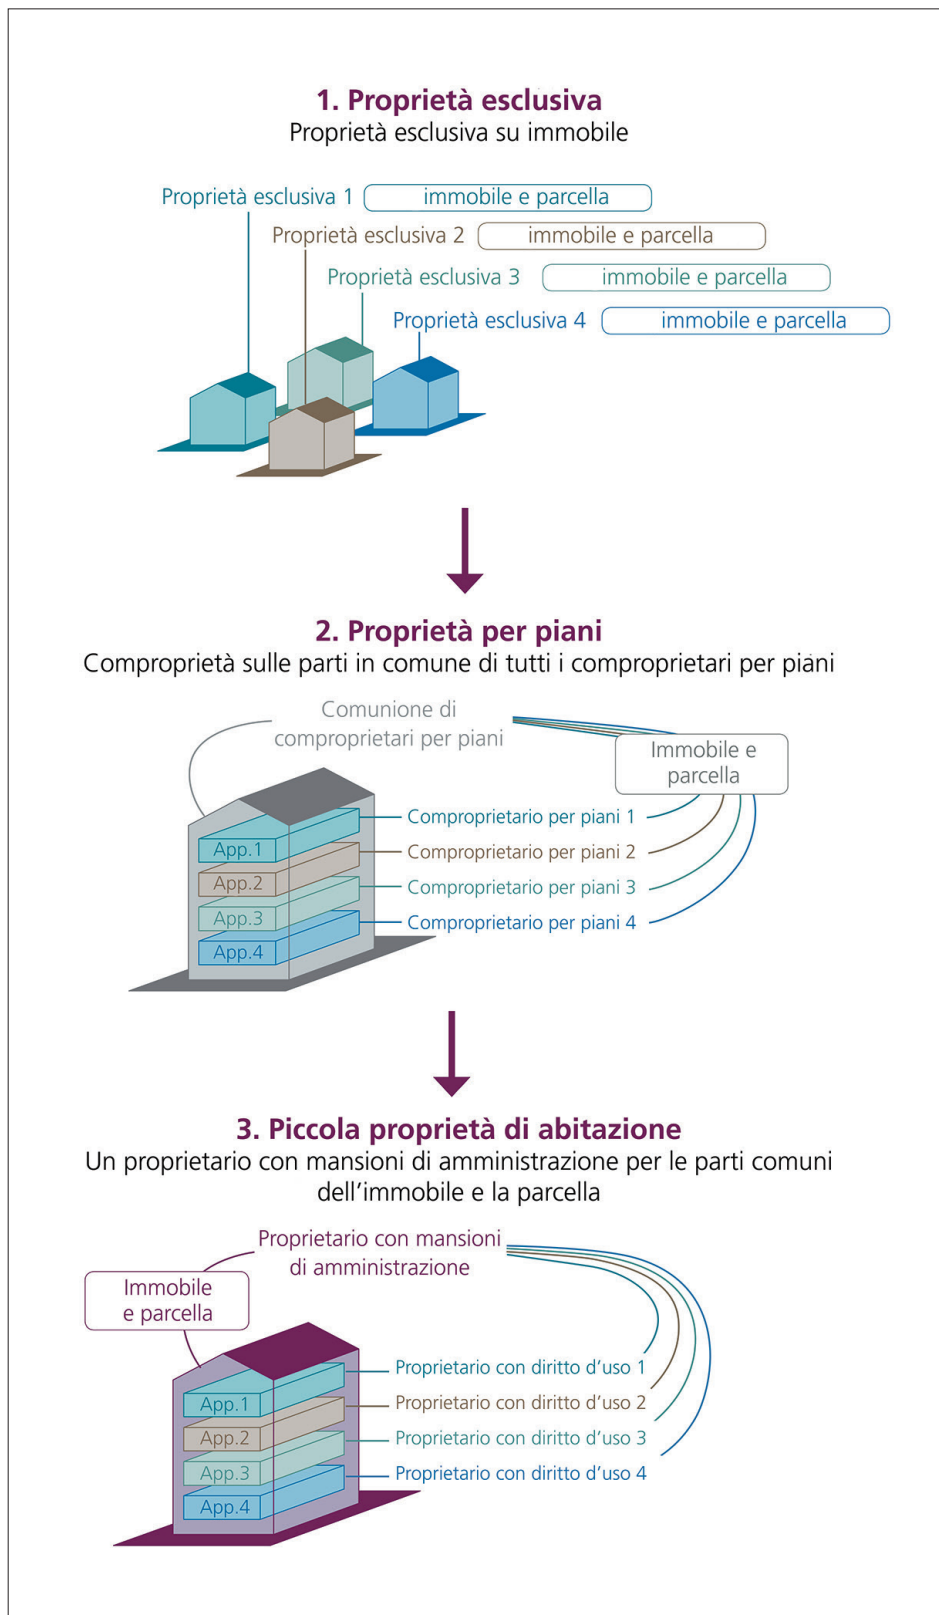 1. Proprietà esclusiva
Proprietà esclusiva su immobile
Proprietà esclusiva 1 immobile e parcella
Proprietà esclusiva 2 immobile e parcella
Proprietà esclusiva 3 immobile e parcella
Proprietà esclusiva 4 immobile e parcella
2. Proprietà per piani
Comproprietà sulle parti in comune di tutti i comproprietari per piani
Comunione di
comproprietari per piani
Immobile e
parcella
App.1
App.2
App.3
App.4
Comproprietario per piani 1
Comproprietario per piani 2
Comproprietario per piani 3
Comproprietario per piani 4
3. Piccola proprietà di abitazione
Un proprietario con mansioni di amministrazione per le parti comuni
dell’immobile e la parcella
Proprietario con mansioni
di amministrazione
Immobile
e parcella
App.1
App.2
App.3
App.4
Proprietario con diritto d’uso 1
Proprietario con diritto d’uso 2
Proprietario con diritto d’uso 3
Proprietario con diritto d’uso 4